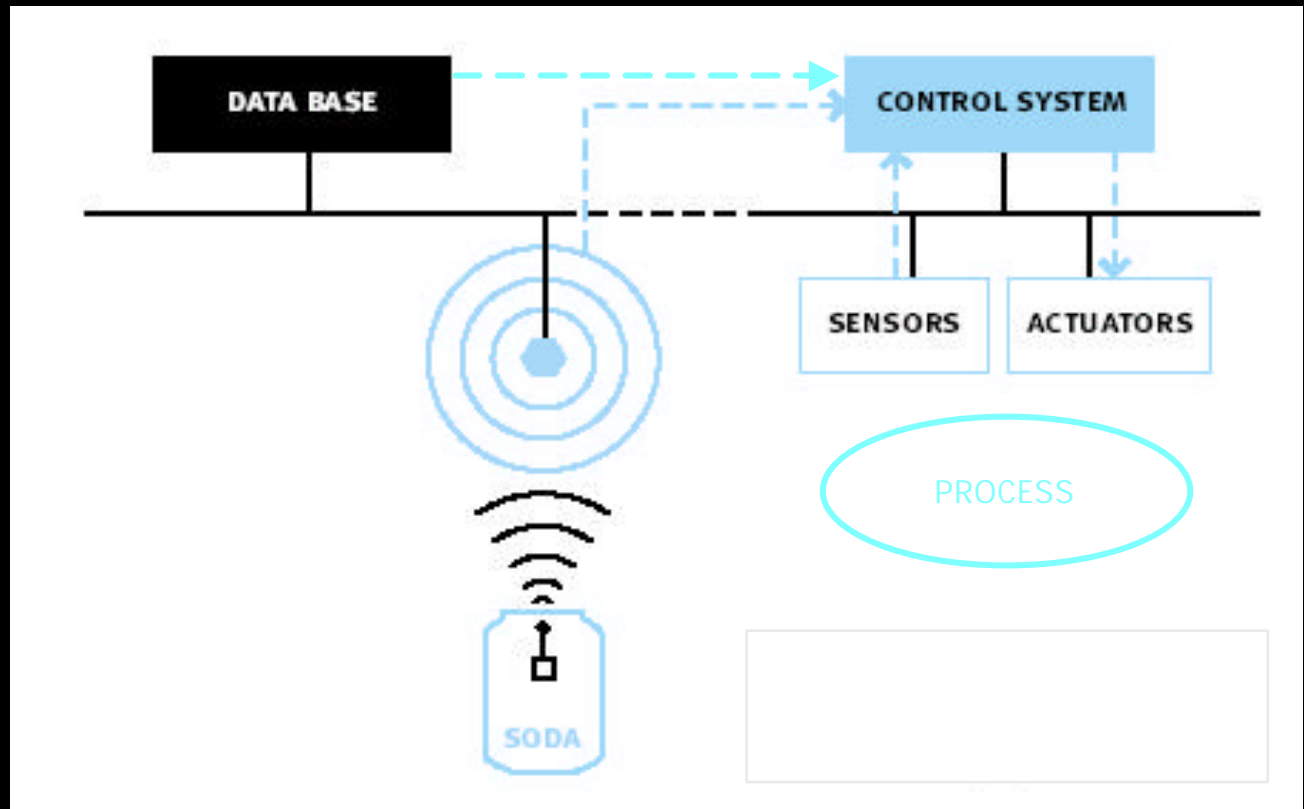 DATA BASE
CONTROL SYSTEM
SENSORS
ACTUATORS
PROCESS
SODA